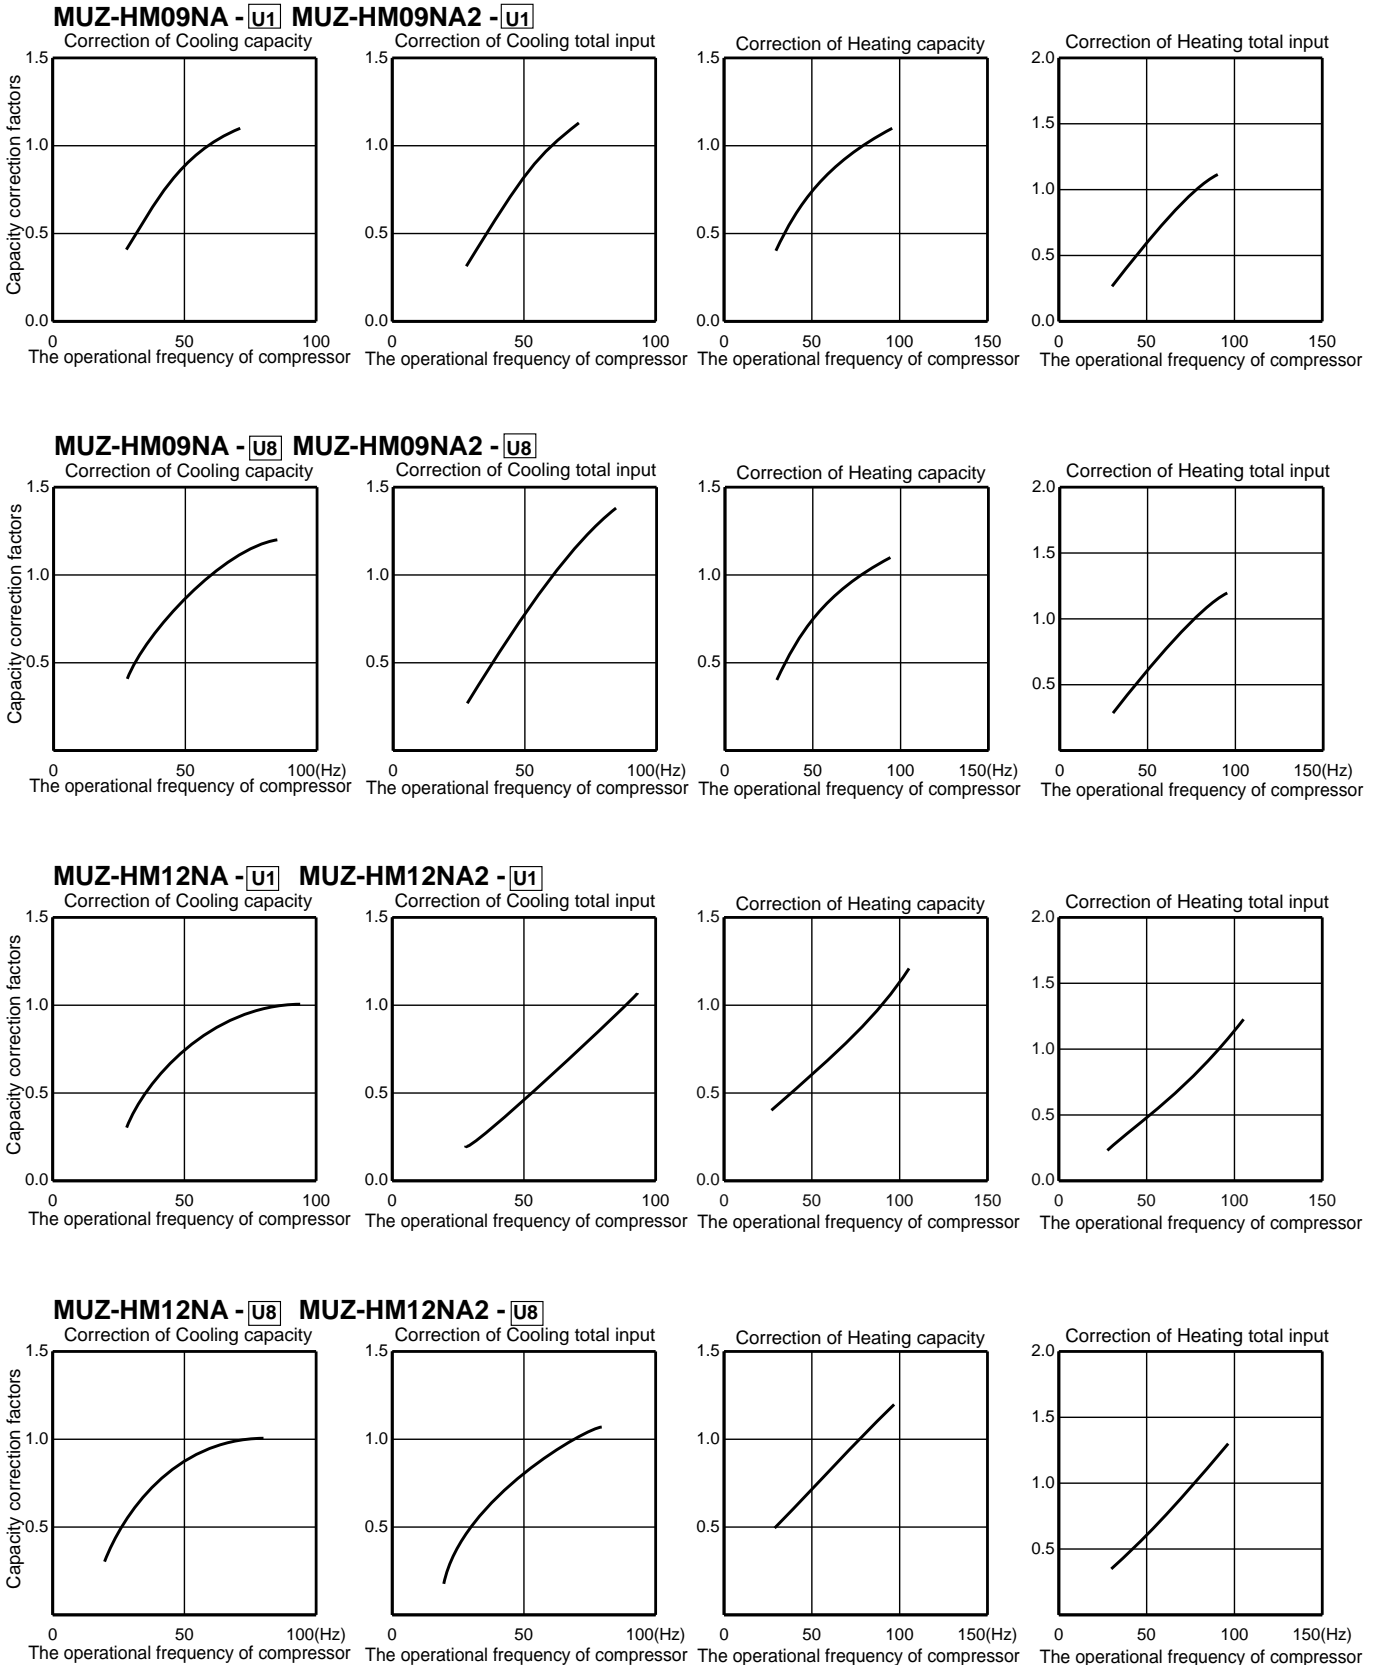 MUZ-HM09NA - U1 MUZ-HM09NA2 - U1
Correction of Cooling capacity Correction of Cooling total input Correction of Heating capacity Correction of Heating total input
1.5 1.5 1.5 2.0
1.5
1.0 1.0 1.0
1.0
0.5 0.5 0.5
0.5
0.0 0.0 0.0 0.0
Capacity correction factors
0 50 100 0 50 100 0 50 100 150 0 50 100 150
The operational frequency of compressor The operational frequency of compressor The operational frequency of compressor The operational frequency of compressor
MUZ-HM09NA - U8 MUZ-HM09NA2 - U8
Correction of Cooling capacity Correction of Cooling total input Correction of Heating capacity Correction of Heating total input
1.5 1.5 1.5 2.0
1.5
1.0 1.0 1.0
1.0
0.5 0.5 0.5
0.5
Capacity correction factors
0 50 100(Hz) 0 50 100 0 50 100 150(Hz) 0 50 100 150(Hz)
The operational frequency of compressor The operational frequency of compressor The operational frequency of compressor The operational frequency of compressor
MUZ-HM12NA - U1 MUZ-HM12NA2 - U1
Correction of Cooling capacity Correction of Cooling total input Correction of Heating capacity Correction of Heating total input
1.5 1.5 1.5 2.0
1.5
1.0 1.0 1.0
1.0
0.5 0.5 0.5
0.5
0.0 0.0 0.0 0.0
Capacity correction factors
0 50 100 0 50 100 0 50 100 150 0 50 100 150
The operational frequency of compressor The operational frequency of compressor The operational frequency of compressor The operational frequency of compressor
MUZ-HM12NA - U8 MUZ-HM12NA2 - U8
Correction of Cooling capacity Correction of Cooling total input Correction of Heating capacity Correction of Heating total input
1.5 1.5 1.5 2.0
1.5
1.0 1.0 1.0
1.0
0.5 0.5 0.5
0.5
Capacity correction factors
0 50 100(Hz) 0 50 100 0 50 100 150(Hz) 0 50 100 150(Hz)
The operational frequency of compressor The operational frequency of compressor The operational frequency of compressor The operational frequency of compressor